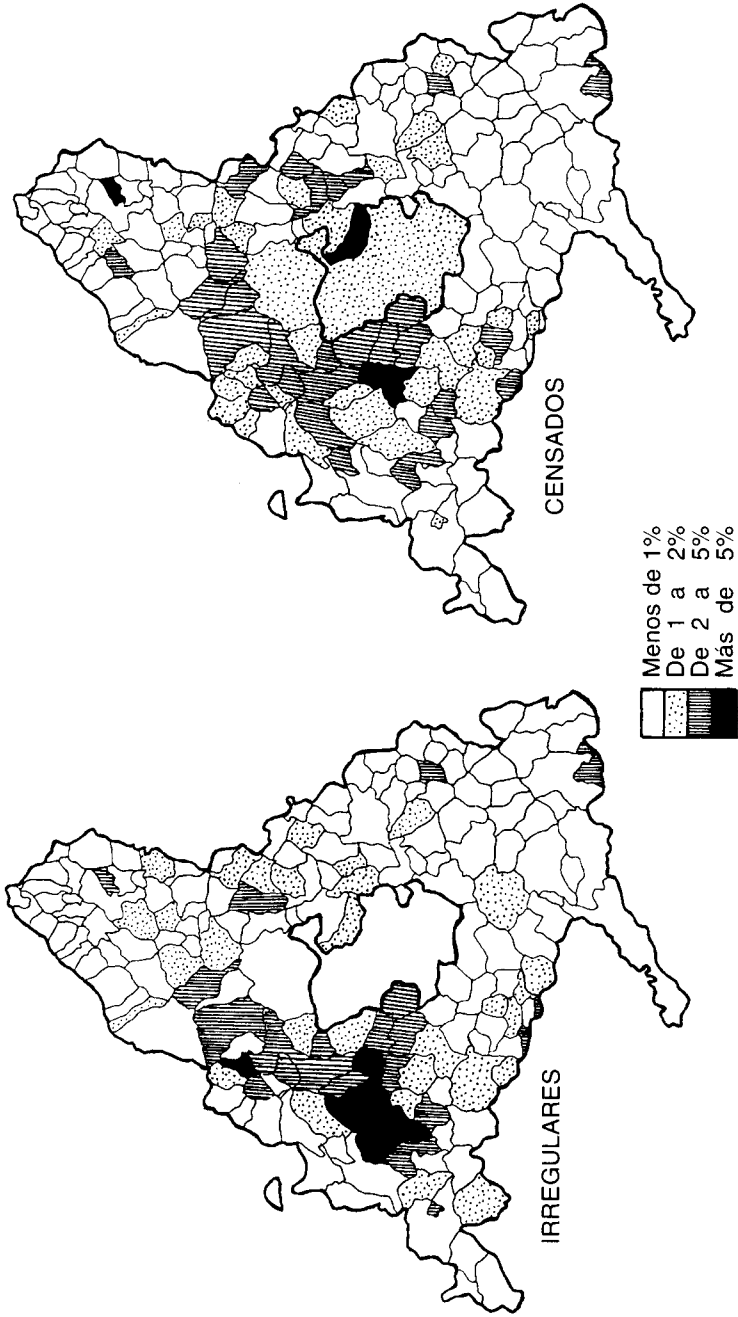 IRREGULARES
CENSADOS
Menos de 1%
De 1 a 2%
De 2 a 5%
Más de 5%